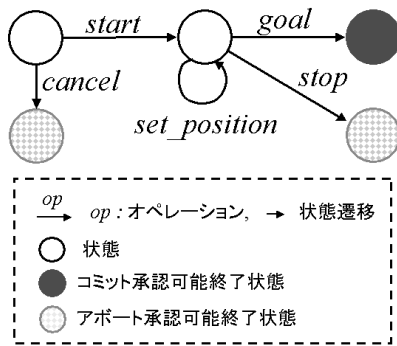 start
goal
cancel
stop
set_position
op op : オペレーション, → 状態遷移
状態
コミット承認可能終了状態
アボート承認可能終了状態